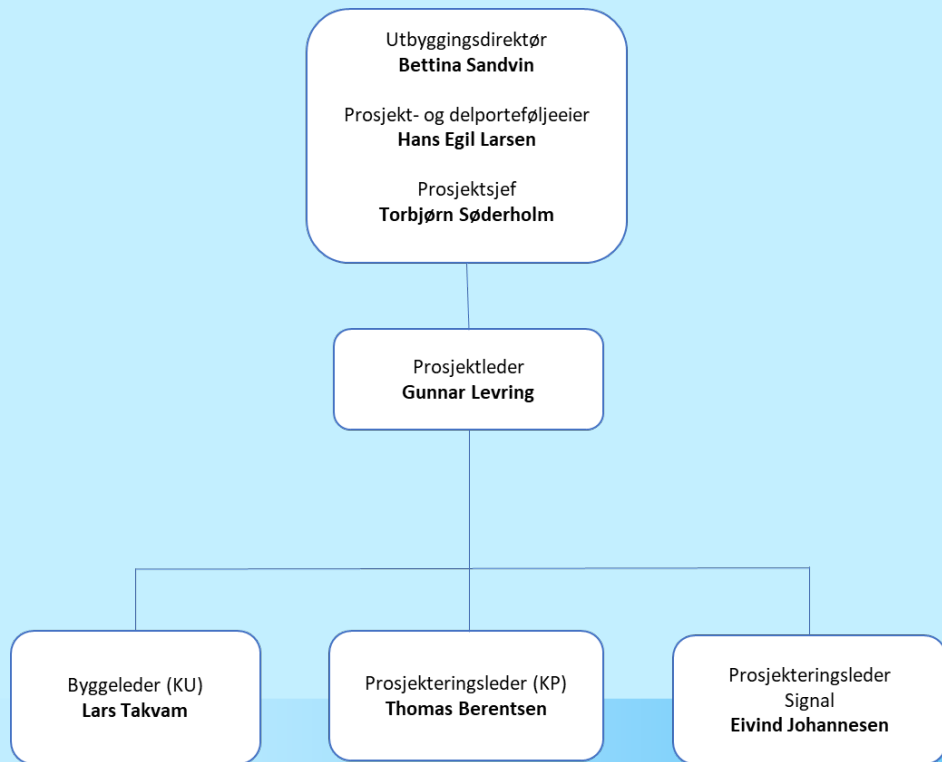 Utbyggingsdirektør
Bettina Sandvin
Prosjekt- og delporteføljeeier
Hans Egil Larsen
Prosjektsjef
Torbjørn Søderholm
Prosjektleder
Gunnar Levring
Byggeleder (KU)
Lars Takvam
Prosjekteringsleder (KP)
Thomas Berentsen
Prosjekteringsleder
Signal
Eivind Johannesen